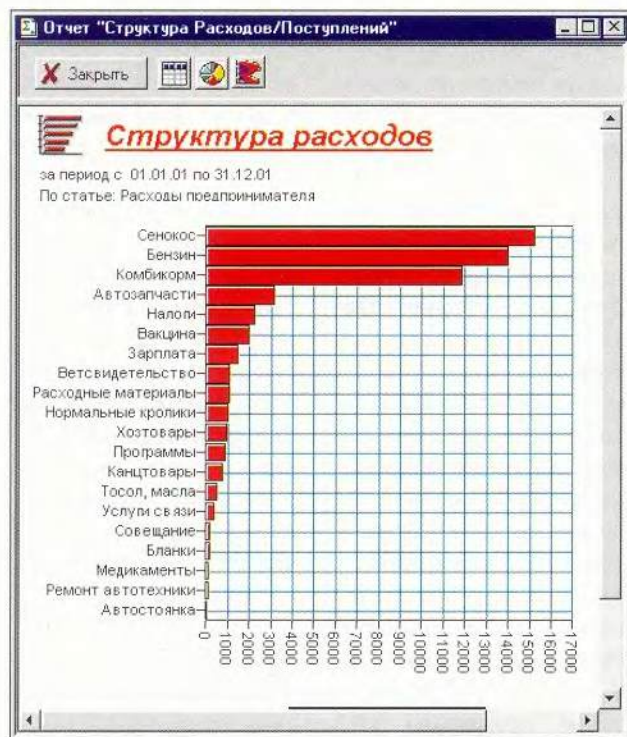 Отчет "Структура Расходов/Поступлений"
Закрыть
Структура расходов
за период с 01.01.01 по 31.12.01
По статье: Расходы предпринимателя
Сенокос
Бензин
Комбикорм
Автозапчасти
Налоги
Вакцина
Зарплата
Ветсвидетельство
Расходные материалы
Нормальные кролики
Хозтовары
Программы
Канцтовары
Тосол, масла
Услуги связи
Совещание
Бланки
Медикаменты
Ремонт автотехники
Автостоянка
0 1000 2000 3000 4000 5000 6000 7000 8000 9000 10000 11000 12000 13000 14000 15000 16000 17000